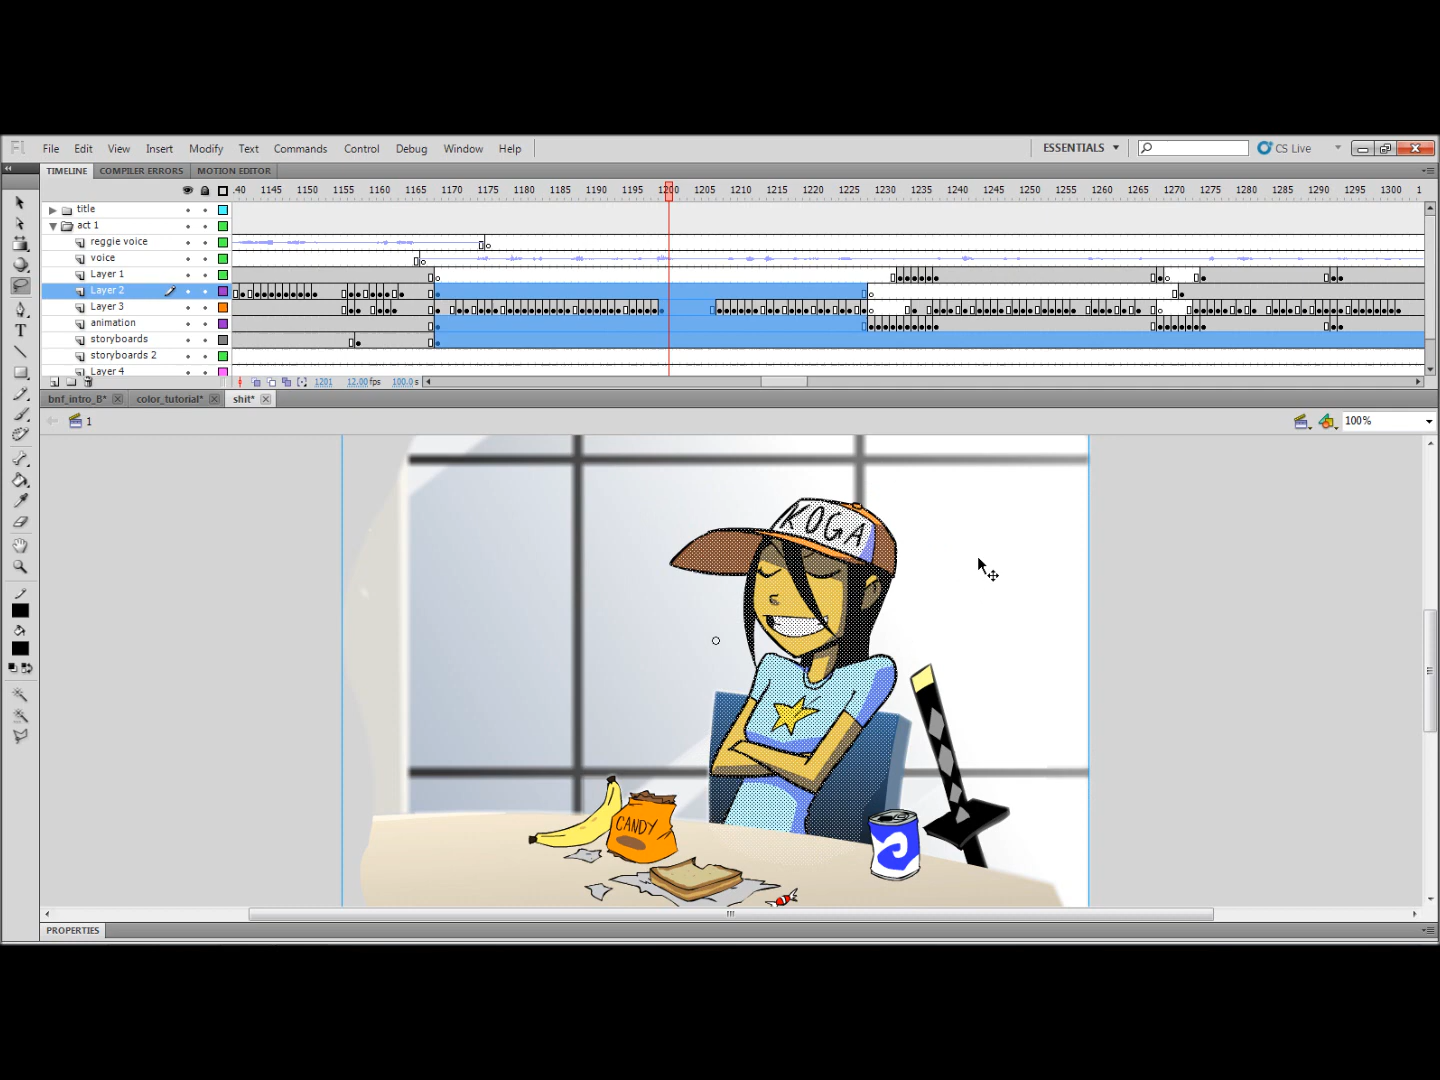 Fl File Edit View Insert Modify Text Commands Control Debug Window Help ESSENTIALS CS Live
TIMELINE COMPILER ERRORS MOTION EDITOR
.40 1145 1150 1155 1160 1165 1170 1175 1180 1185 1190 1195 1200 1205 1210 1215 1220 1225 1230 1235 1240 1245 1250 1255 1260 1265 1270 1275 1280 1285 1290 1295 1300 1
title
act 1
reggie voice
voice
Layer 1
Layer 2
Layer 3
animation
storyboards
storyboards 2
Layer 4
1201 12.00 fps 100.0 s
bnf_intro_B* color_tutorial* shit*
1 100%
KOGA
CANDY
PROPERTIES